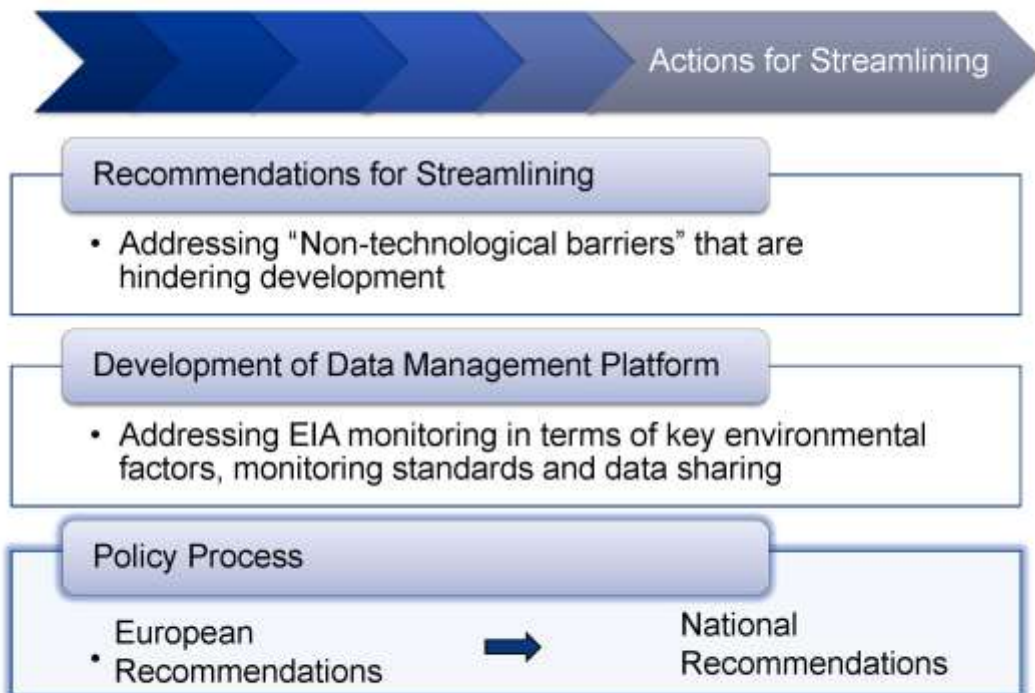 Actions for Streamlining
Recommendations for Streamlining
• Addressing “Non-technological barriers” that are
hindering development
Development of Data Management Platform
• Addressing EIA monitoring in terms of key environmental
factors, monitoring standards and data sharing
Policy Process
• European
Recommendations
National
Recommendations